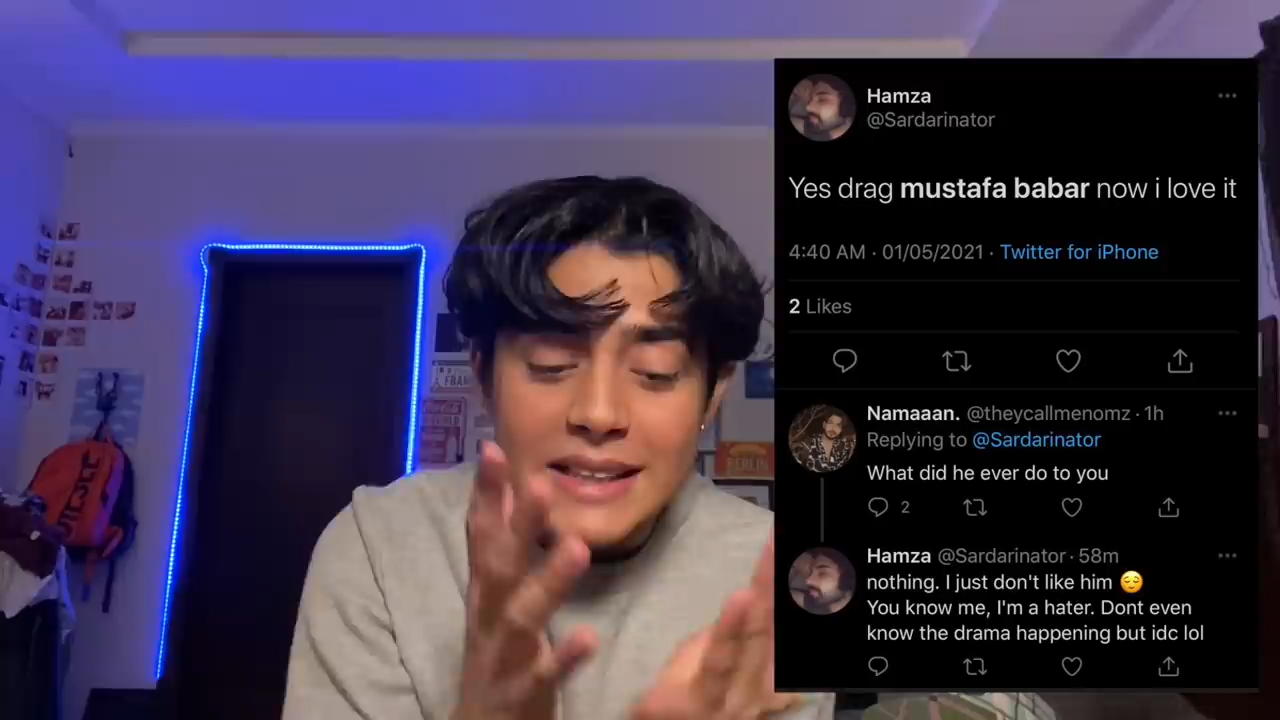 Hamza
@Sardarinator
Yes drag mustafa babar now i love it
4:40 AM · 01/05/2021 · Twitter for iPhone
2 Likes
Namaaan. @theycallmenomz · 1h
Replying to @Sardarinator
What did he ever do to you
2
Hamza @Sardarinator · 58m
nothing. I just don't like him 😌
You know me, I'm a hater. Dont even
know the drama happening but idc lol
BERLIN